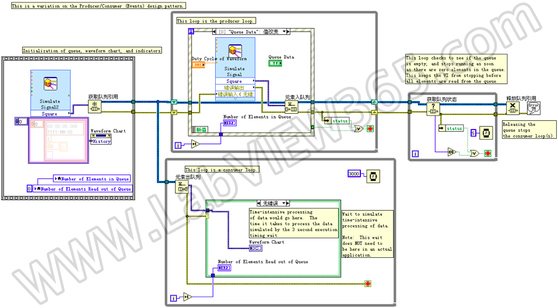 This is a variation on the Producer/Consumer (Events) design pattern.
This loop is the producer loop.
"Queue Data": 值改变
Initialization of queue, waveform chart, and indicators
Duty Cycle of Waveform
Queue Data
Simulate
Signal
Square
错误输出
错误输入(无错
元素入队列
Number of Elements in Queue
新值
status
Simulate
Signal2
Square
获取队列引用
Waveform Chart
History
Number of Elements in Queue
Number of Elements Read out of Queue
This loop checks to see if the queue
is empty, and stops running as soon
as there are zero elements in the queue.
This keeps the VI from stopping before
all elements are read from the queue.
获取队列状态
释放队列引用
status
Releasing
the queue
stops
the consumer loop(s).
This loop is a consumer loop.
元素出队列
无错误
Time-intensive processing
of data would go here. The
time it takes to process the data
simulated by the 3 second execution
timing wait
Waveform Chart
Number of Elements Read out of Queue
3000
Wait to simulate
time-intensive
processing of
data.
Note: This wait
does NOT need to
be here in an actual
application.
www.LabVIEW365.com